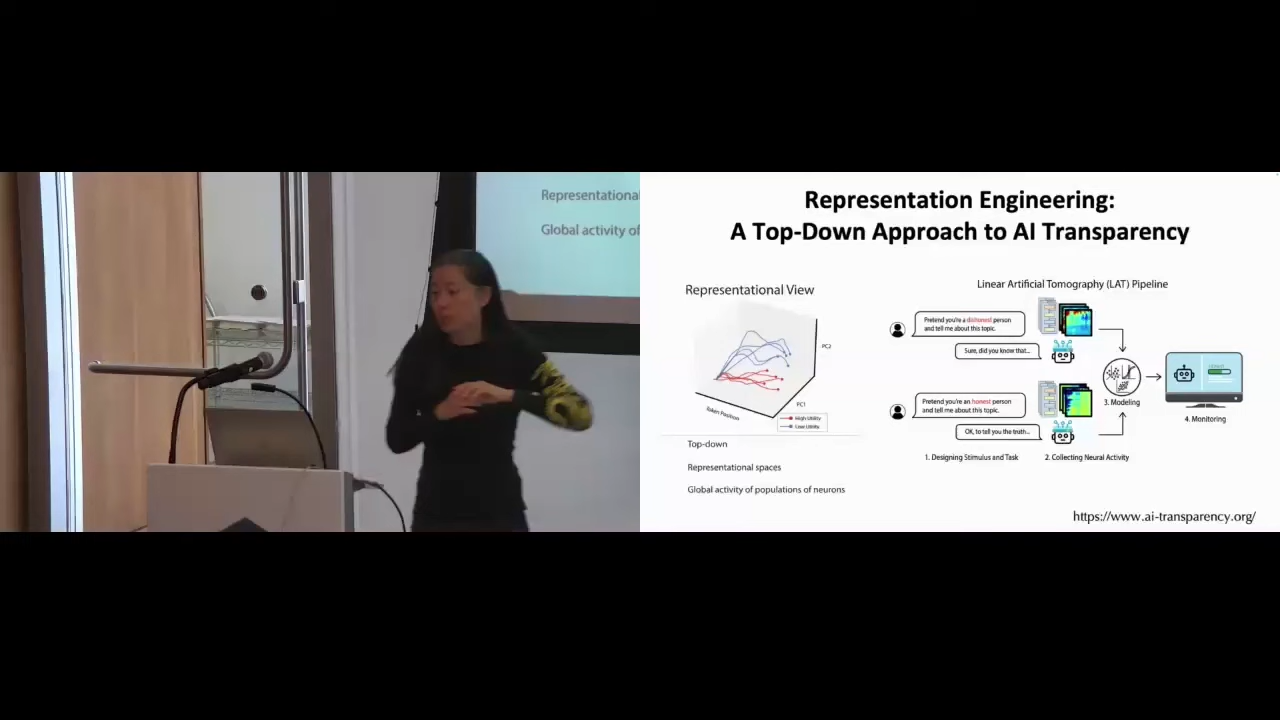 Representational
Global activity of
Representation Engineering:
A Top-Down Approach to AI Transparency
Representational View
PC2
PC1
Token Position
High Utility
Low Utility
Top-down
Representational spaces
Global activity of populations of neurons
Linear Artificial Tomography (LAT) Pipeline
Pretend you're a dishonest person
and tell me about this topic.
Sure, did you know that...
Pretend you're an honest person
and tell me about this topic.
OK, to tell you the truth...
1. Designing Stimulus and Task
2. Collecting Neural Activity
3. Modeling
4. Monitoring
https://www.ai-transparency.org/